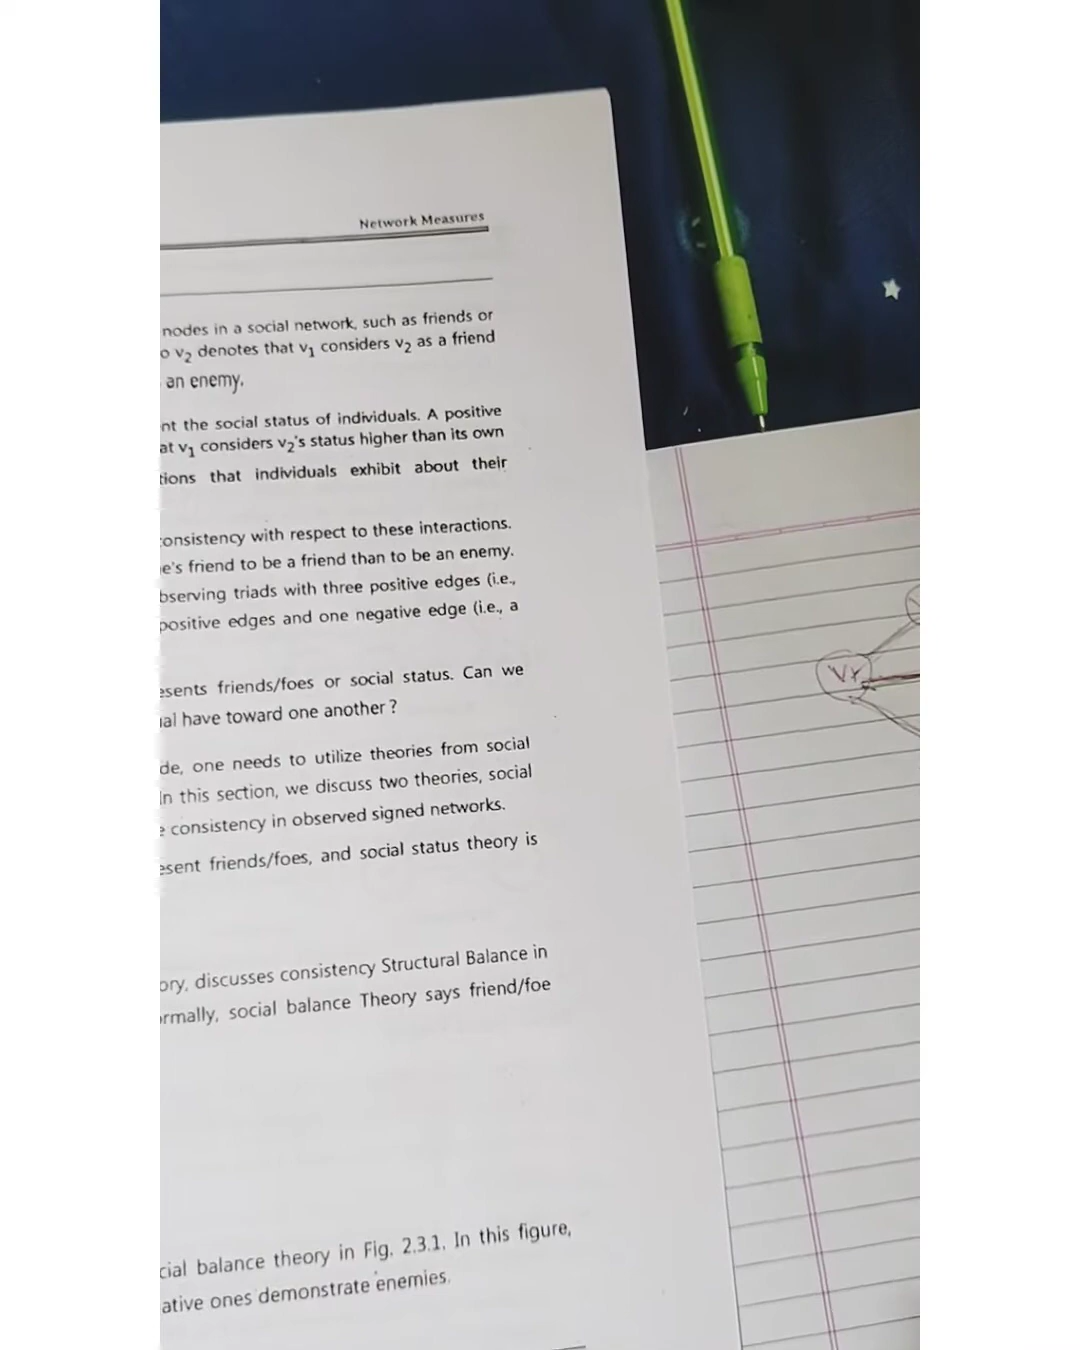 Network Measures
nodes in a social network, such as friends or
o v₂ denotes that v₁ considers v₂ as a friend
an enemy.
nt the social status of individuals. A positive
at v₁ considers v₂'s status higher than its own
tions that individuals exhibit about their
onsistency with respect to these interactions.
e's friend to be a friend than to be an enemy.
bserving triads with three positive edges (i.e.,
positive edges and one negative edge (i.e., a
esents friends/foes or social status. Can we
ual have toward one another ?
de, one needs to utilize theories from social
In this section, we discuss two theories, social
e consistency in observed signed networks.
esent friends/foes, and social status theory is
ory, discusses consistency Structural Balance in
ormally, social balance Theory says friend/foe
cial balance theory in Fig. 2.3.1. In this figure,
ative ones demonstrate enemies.